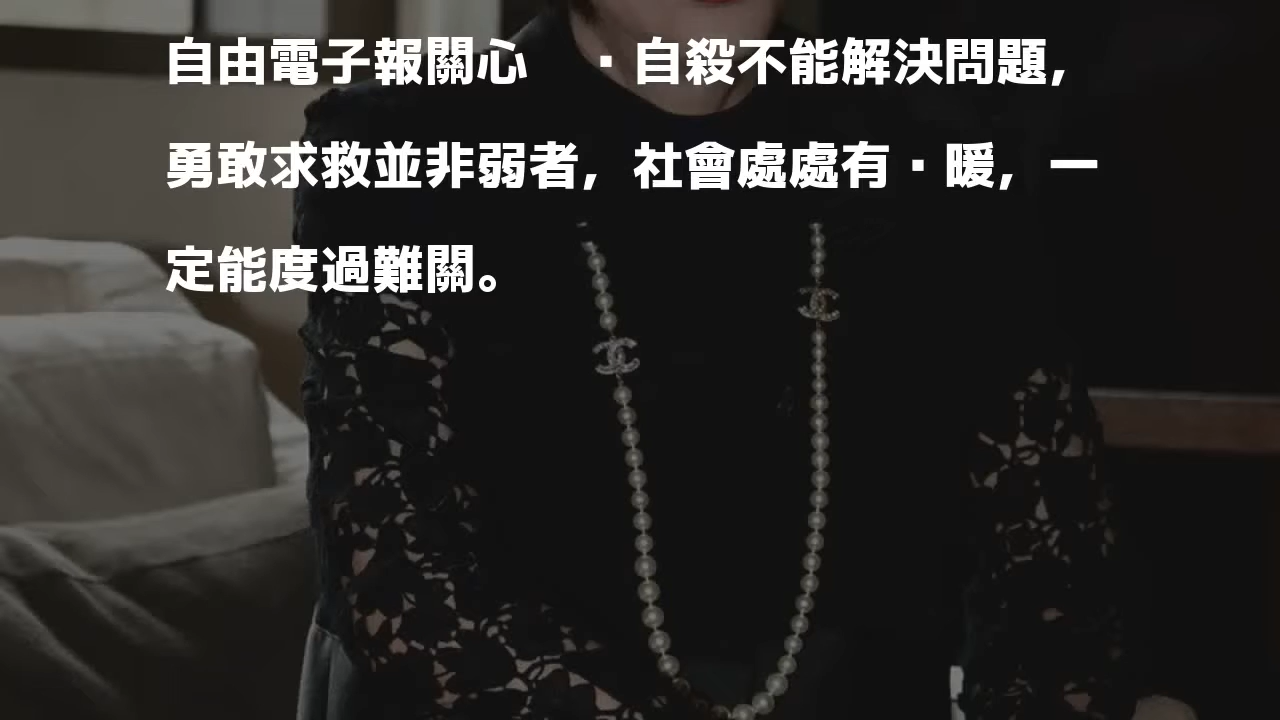 自由電子報關心　▪自殺不能解決問題,
勇敢求救並非弱者，社會處處有▪暖，一
定能度過難關。